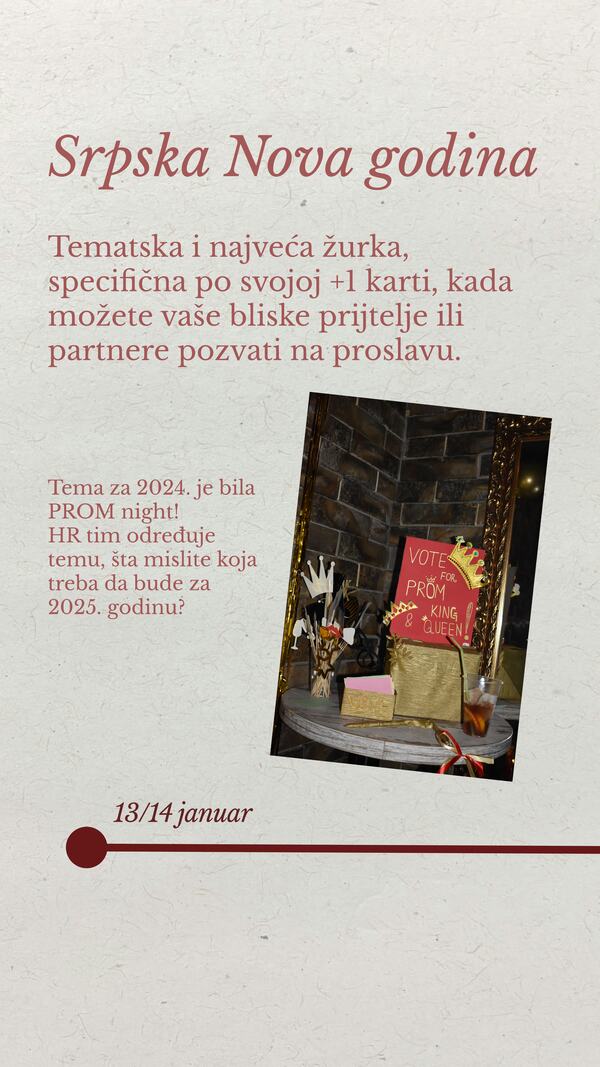 Srpska Nova godina
Tematska i najveća žurka,
specifična po svojoj +1 karti, kada
možete vaše bliske prijtelje ili
partnere pozvati na proslavu.
Tema za 2024. je bila
PROM night!
HR tim određuje
temu, šta mislite koja
treba da bude za
2025. godinu?
VOTE
FOR
PROM
KING
& QUEEN!
13/14 januar